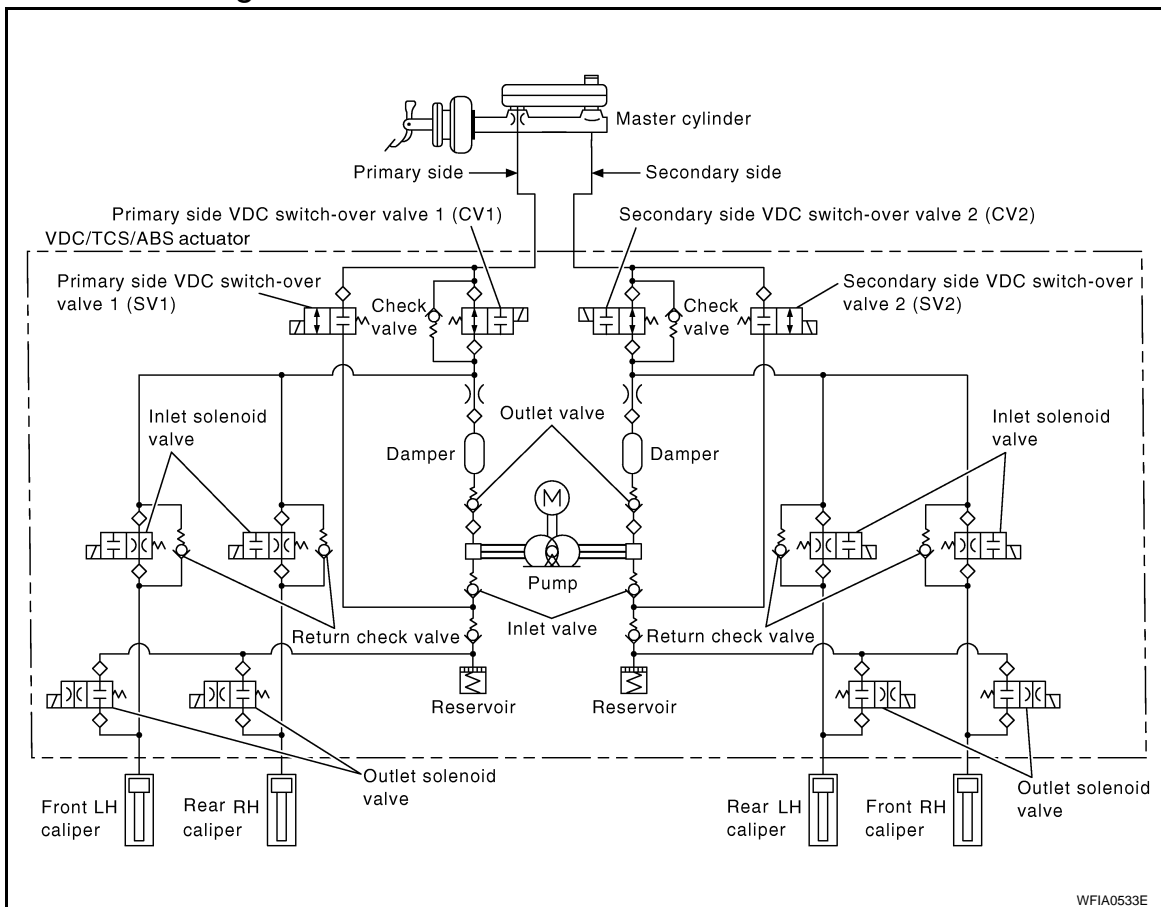 Master cylinder
Primary side
Secondary side
Primary side VDC switch-over valve 1 (CV1)
Secondary side VDC switch-over valve 2 (CV2)
VDC/TCS/ABS actuator
Primary side VDC switch-over
valve 1 (SV1)
Check
valve
Check
valve
Secondary side VDC switch-over
valve 2 (SV2)
Inlet solenoid
valve
Outlet valve
Inlet solenoid
valve
Damper
Damper
M
Pump
Return check valve
Inlet valve
Return check valve
Reservoir
Reservoir
Outlet solenoid
valve
Outlet solenoid
valve
Front LH
caliper
Rear RH
caliper
Rear LH
caliper
Front RH
caliper
WFIA0533E